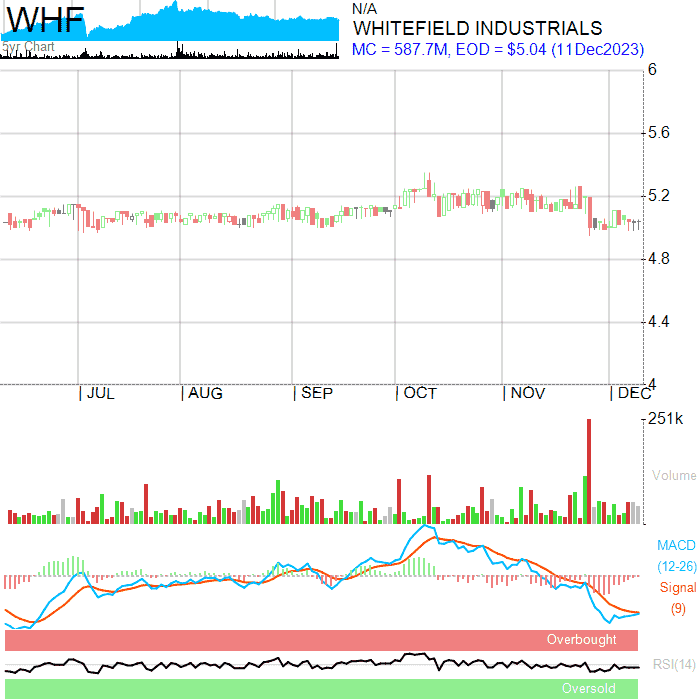 WHF
5yr Chart
N/A
WHITEFIELD INDUSTRIALS
MC = 587.7M, EOD = $5.04 (11Dec2023)
6
5.6
5.2
4.8
4.4
4
JUL AUG SEP OCT NOV DEC
251k
Volume
MACD
(12-26)
Signal
(9)
Overbought
RSI(14)
Oversold